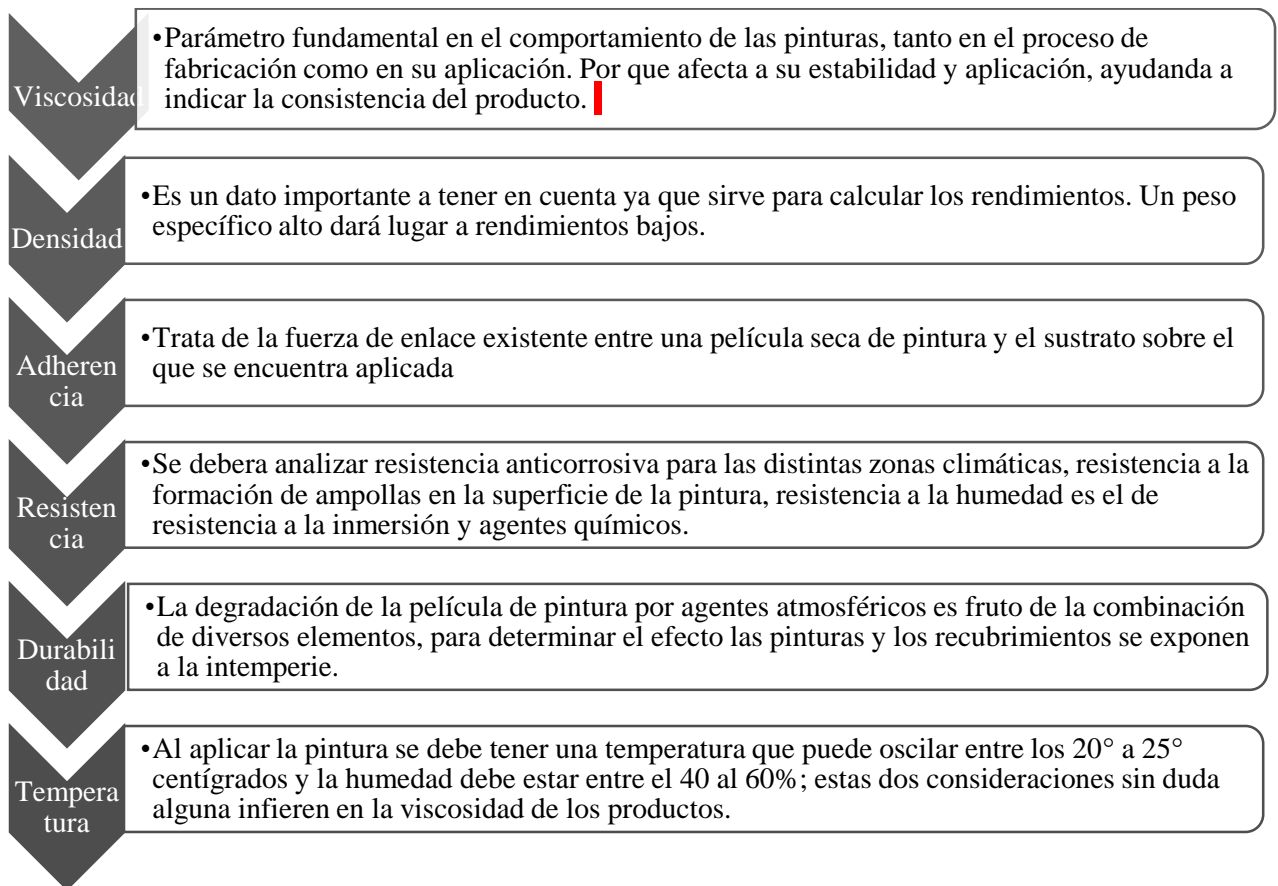 Viscosidad
•Parámetro fundamental en el comportamiento de las pinturas, tanto en el proceso de
fabricación como en su aplicación. Por que afecta a su estabilidad y aplicación, ayudanda a
indicar la consistencia del producto.
Densidad
•Es un dato importante a tener en cuenta ya que sirve para calcular los rendimientos. Un peso
específico alto dará lugar a rendimientos bajos.
Adheren
cia
•Trata de la fuerza de enlace existente entre una película seca de pintura y el sustrato sobre el
que se encuentra aplicada
Resisten
cia
•Se debera analizar resistencia anticorrosiva para las distintas zonas climáticas, resistencia a la
formación de ampollas en la superficie de la pintura, resistencia a la humedad es el de
resistencia a la inmersión y agentes químicos.
Durabili
dad
•La degradación de la película de pintura por agentes atmosféricos es fruto de la combinación
de diversos elementos, para determinar el efecto las pinturas y los recubrimientos se exponen
a la intemperie.
Tempera
tura
•Al aplicar la pintura se debe tener una temperatura que puede oscilar entre los 20° a 25°
centígrados y la humedad debe estar entre el 40 al 60%; estas dos consideraciones sin duda
alguna infieren en la viscosidad de los productos.